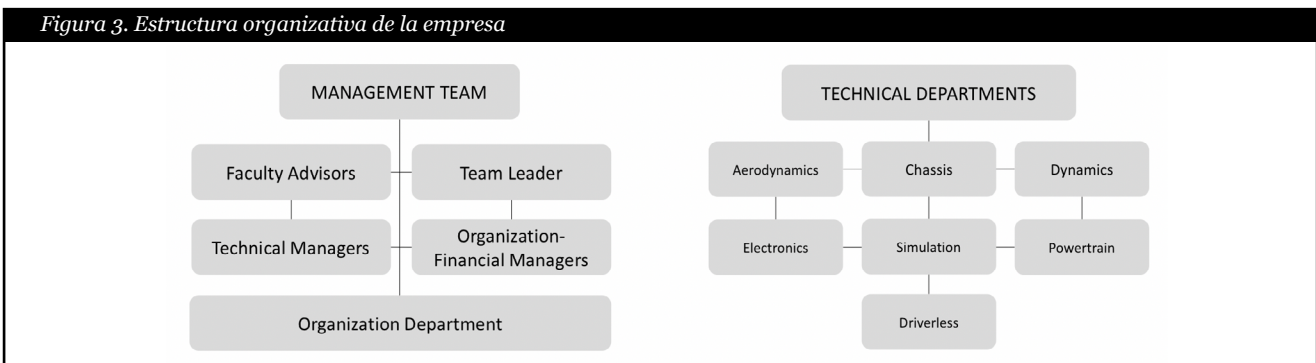 Figura 3. Estructura organizativa de la empresa
MANAGEMENT TEAM
Faculty Advisors
Team Leader
Technical Managers
Organization-
Financial Managers
Organization Department
TECHNICAL DEPARTMENTS
Aerodynamics
Chassis
Dynamics
Electronics
Simulation
Powertrain
Driverless